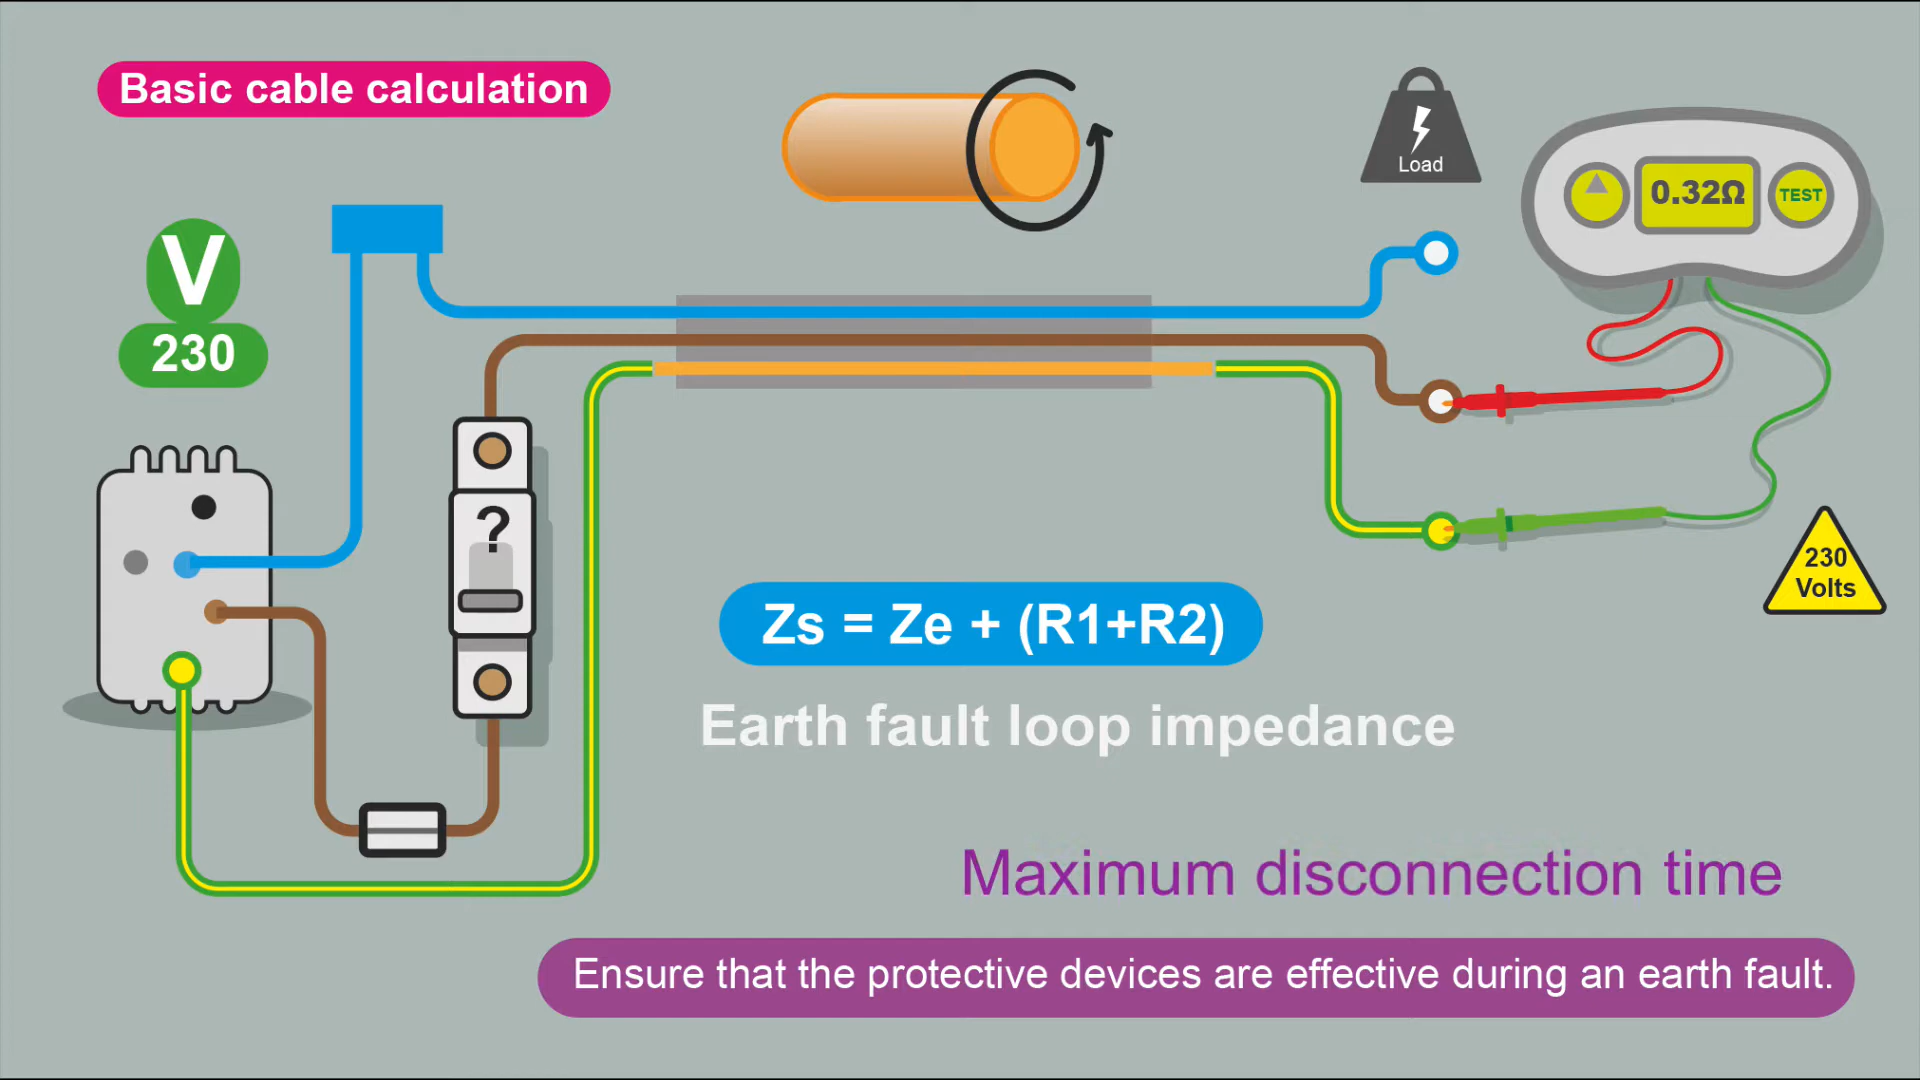 Basic cable calculation
V
230
Load
0.32Ω
TEST
?
230
Volts
Zs = Ze + (R1+R2)
Earth fault loop impedance
Maximum disconnection time
Ensure that the protective devices are effective during an earth fault.